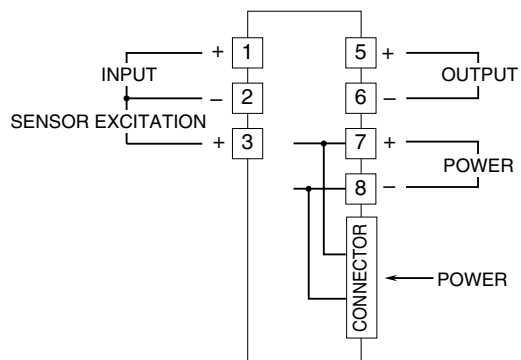 + 1 5 +
INPUT OUTPUT
− 2 6 −
SENSOR EXCITATION
+ 3 7 +
POWER
8 −
CONNECTOR
POWER